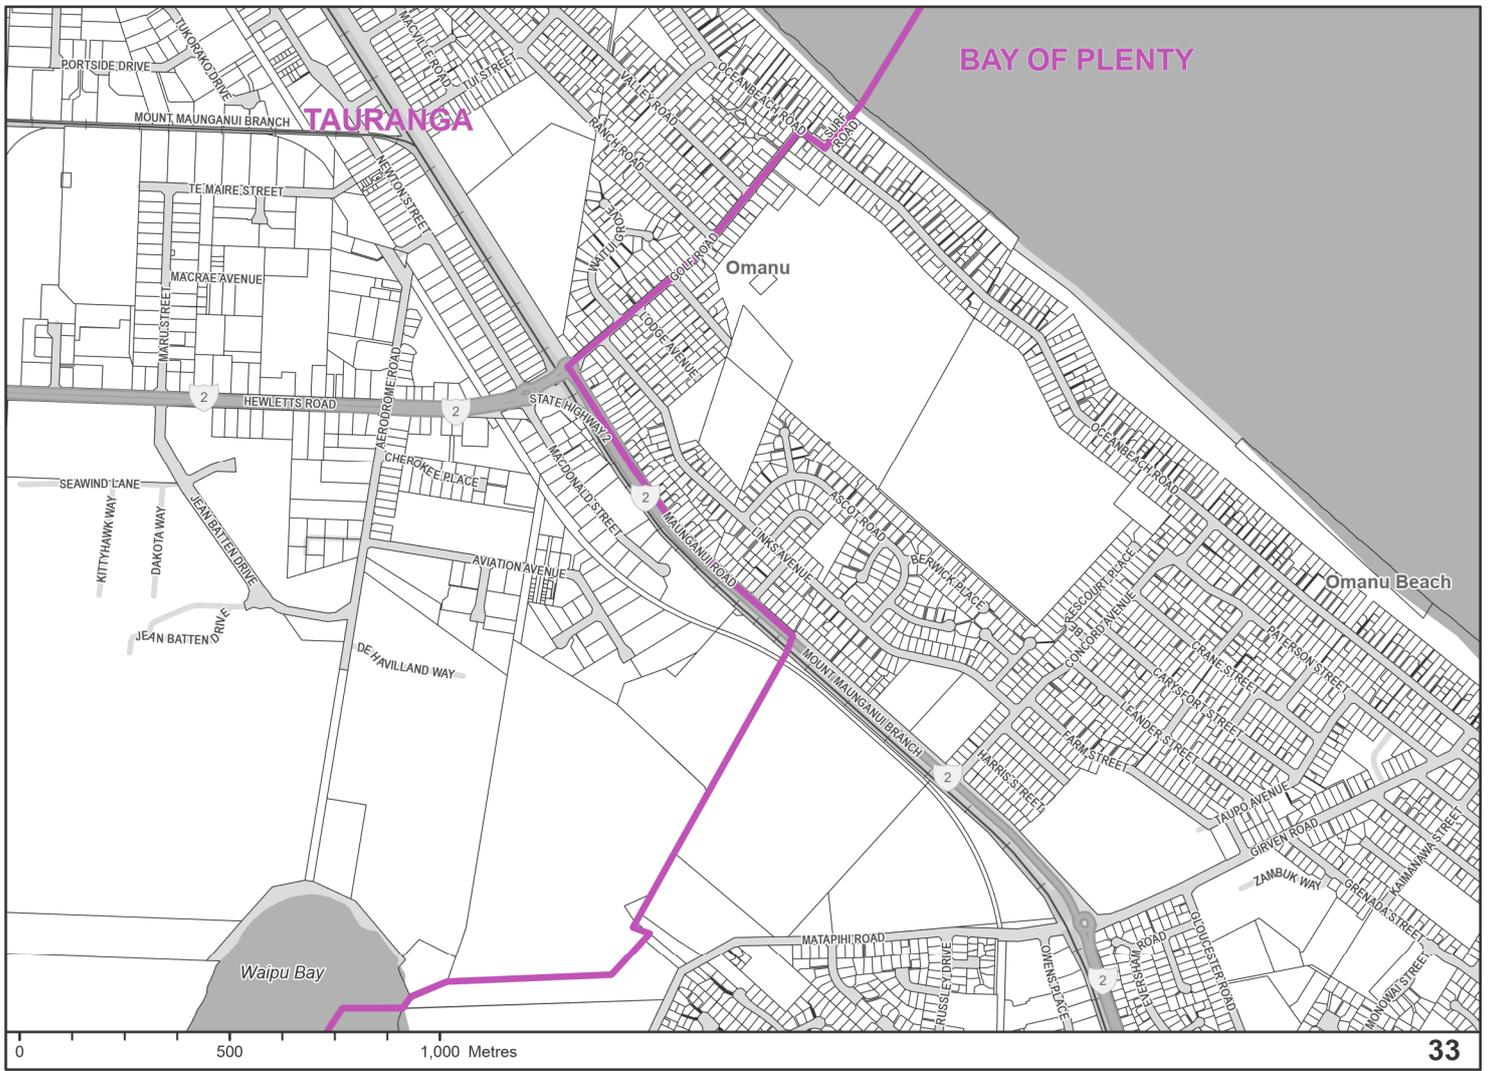 TUKORAKO DRIVE
MACVILLE ROAD
TUI STREET
PORTSIDE DRIVE
VALLEY ROAD
OCEANBEACH ROAD
BAY OF PLENTY
MOUNT MAUNGANUI BRANCH
TAURANGA
SURF ROAD
RANCH ROAD
NEWTON STREET
TE MAIRE STREET
WAITUI GROVE
GOLF ROAD
Omanu
MACRAE AVENUE
MARU STREET
LODGE AVENUE
AERODROME ROAD
2
HEWLETTS ROAD
2
STATE HIGHWAY 2
CHEROKEE PLACE
MACDONALD STREET
OCEANBEACH ROAD
SEAWIND LANE
KITTYHAWK WAY
DAKOTA WAY
JEAN BATTEN DRIVE
2
MAUNGANUI ROAD
LINKS AVENUE
ASCOT ROAD
BERWICK PLACE
AVIATION AVENUE
PRESCOURT PLACE
CONCORD AVENUE
Omanu Beach
JEAN BATTEN DRIVE
DE HAVILLAND WAY
MOUNT MAUNGANUI BRANCH
PATERSON STREET
CRANE STREET
CARYSFORT STREET
LEANDER STREET
FARM STREET
HARRIS STREET
2
TAUPO AVENUE
GIRVEN ROAD
ZAMBUK WAY
GRENADA STREET
KAIMANAWA STREET
MATAPIHI ROAD
RUSSLEY DRIVE
OWENS PLACE
EVERSHAM ROAD
GLOUCESTER ROAD
MONOWAI STREET
2
Waipu Bay
0 500 1,000 Metres
33